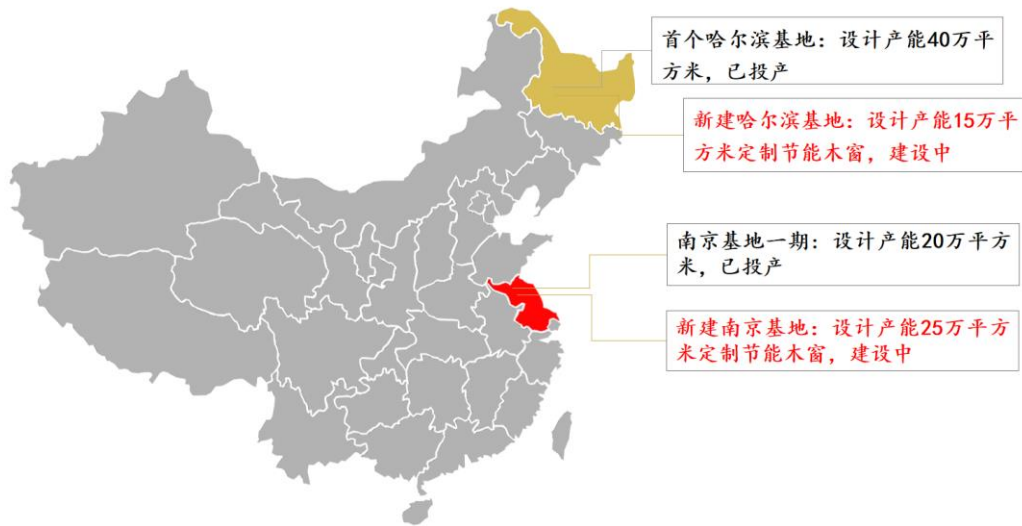 首个哈尔滨基地：设计产能40万平
方米，已投产
新建哈尔滨基地：设计产能15万平
方米定制节能木窗，建设中
南京基地一期：设计产能20万平方
米，已投产
新建南京基地：设计产能25万平方
米定制节能木窗，建设中